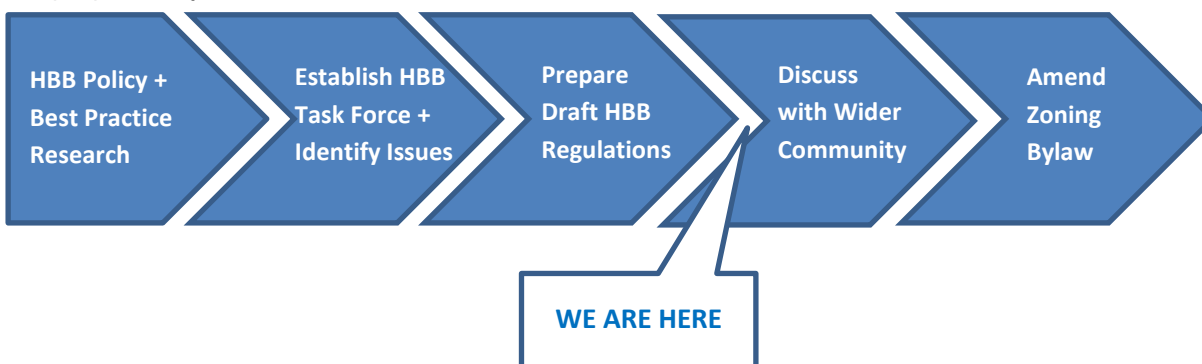 HBB Policy +
Best Practice
Research
Establish HBB
Task Force +
Identify Issues
Prepare
Draft HBB
Regulations
Discuss
with Wider
Community
Amend
Zoning
Bylaw
WE ARE HERE